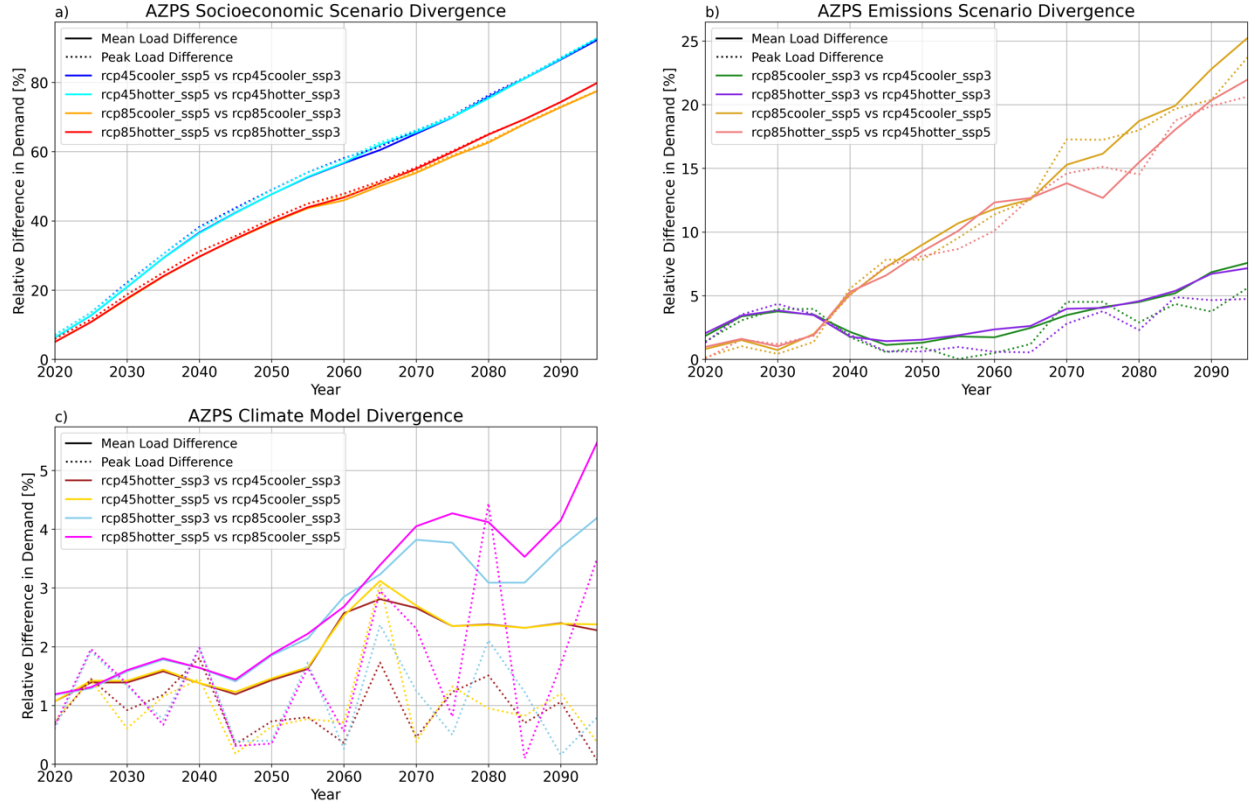 a)
AZPS Socioeconomic Scenario Divergence
Mean Load Difference
Peak Load Difference
rcp45cooler_ssp5 vs rcp45cooler_ssp3
rcp45hotter_ssp5 vs rcp45hotter_ssp3
rcp85cooler_ssp5 vs rcp85cooler_ssp3
rcp85hotter_ssp5 vs rcp85hotter_ssp3
Relative Difference in Demand [%]
80
60
40
20
0
2020 2030 2040 2050 2060 2070 2080 2090
Year
b)
AZPS Emissions Scenario Divergence
Mean Load Difference
Peak Load Difference
rcp85cooler_ssp3 vs rcp45cooler_ssp3
rcp85hotter_ssp3 vs rcp45hotter_ssp3
rcp85cooler_ssp5 vs rcp45cooler_ssp5
rcp85hotter_ssp5 vs rcp45hotter_ssp5
Relative Difference in Demand [%]
25
20
15
10
5
0
2020 2030 2040 2050 2060 2070 2080 2090
Year
c)
AZPS Climate Model Divergence
Mean Load Difference
Peak Load Difference
rcp45hotter_ssp3 vs rcp45cooler_ssp3
rcp45hotter_ssp5 vs rcp45cooler_ssp5
rcp85hotter_ssp3 vs rcp85cooler_ssp3
rcp85hotter_ssp5 vs rcp85cooler_ssp5
Relative Difference in Demand [%]
5
4
3
2
1
0
2020 2030 2040 2050 2060 2070 2080 2090
Year